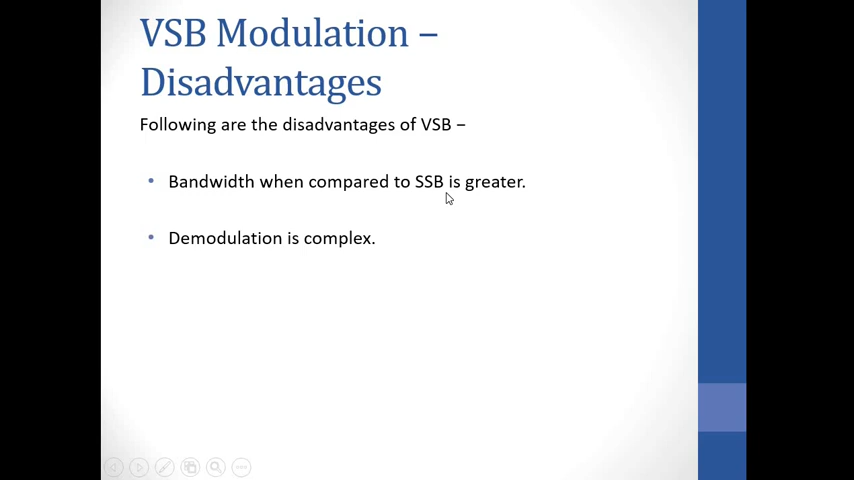 VSB Modulation –
Disadvantages
Following are the disadvantages of VSB −
• Bandwidth when compared to SSB is greater.
• Demodulation is complex.